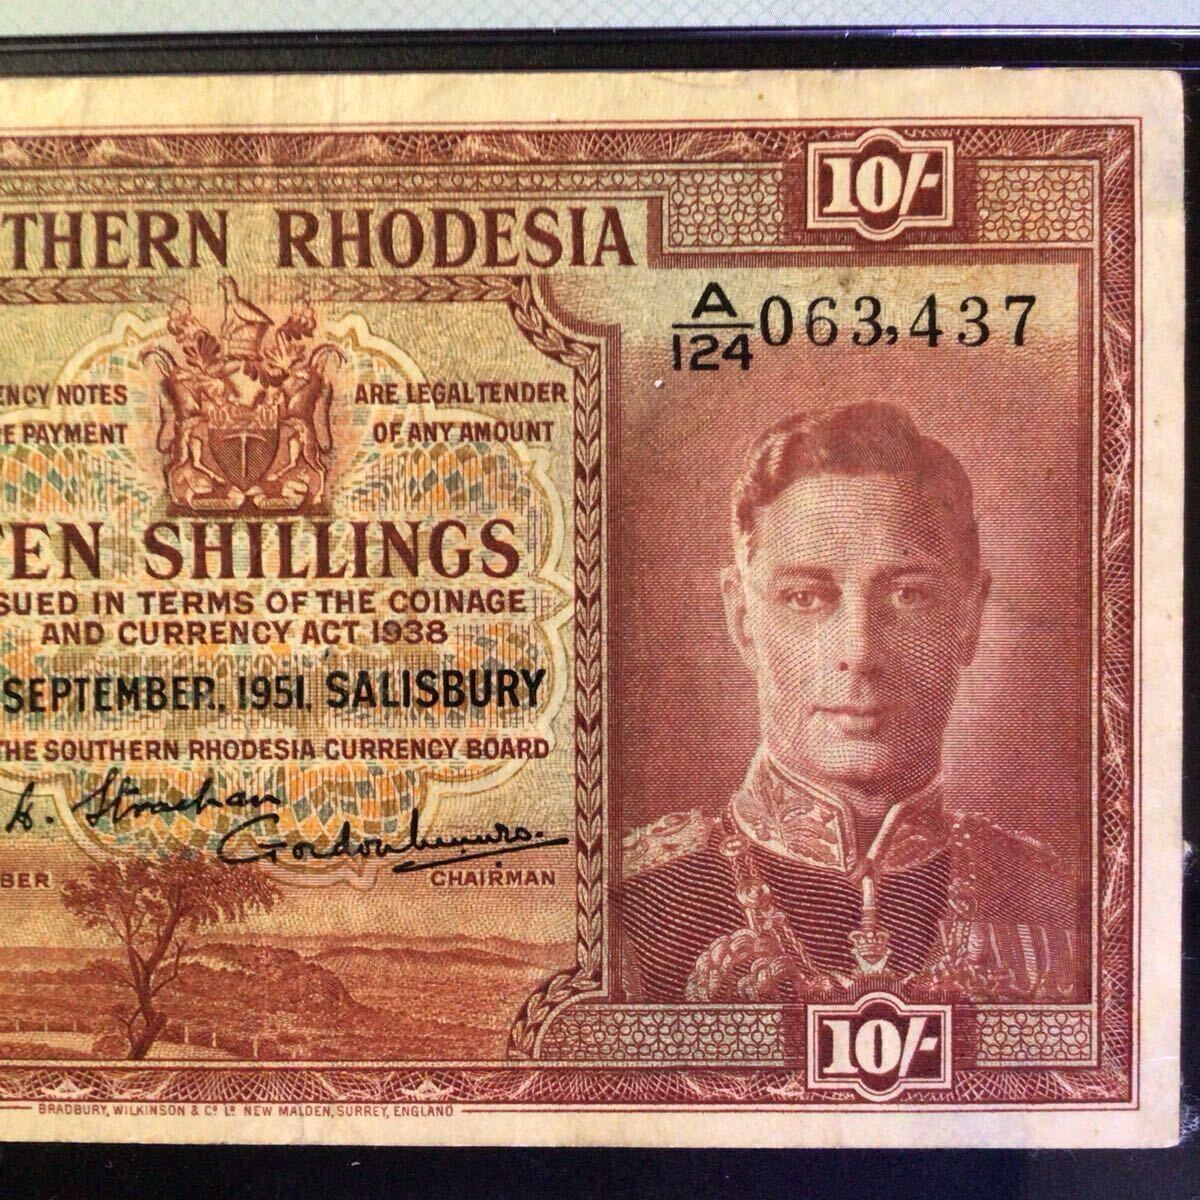 10/-
THERN RHODESIA
A/124 063,437
ENCY NOTES ARE LEGAL TENDER
E PAYMENT OF ANY AMOUNT
TEN SHILLINGS
SUED IN TERMS OF THE COINAGE
AND CURRENCY ACT 1938
SEPTEMBER, 1951, SALISBURY
THE SOUTHERN RHODESIA CURRENCY BOARD
A. Strachan
BER CHAIRMAN
10/-
BRADBURY, WILKINSON & Cº Lº NEW MALDEN, SURREY, ENGLAND